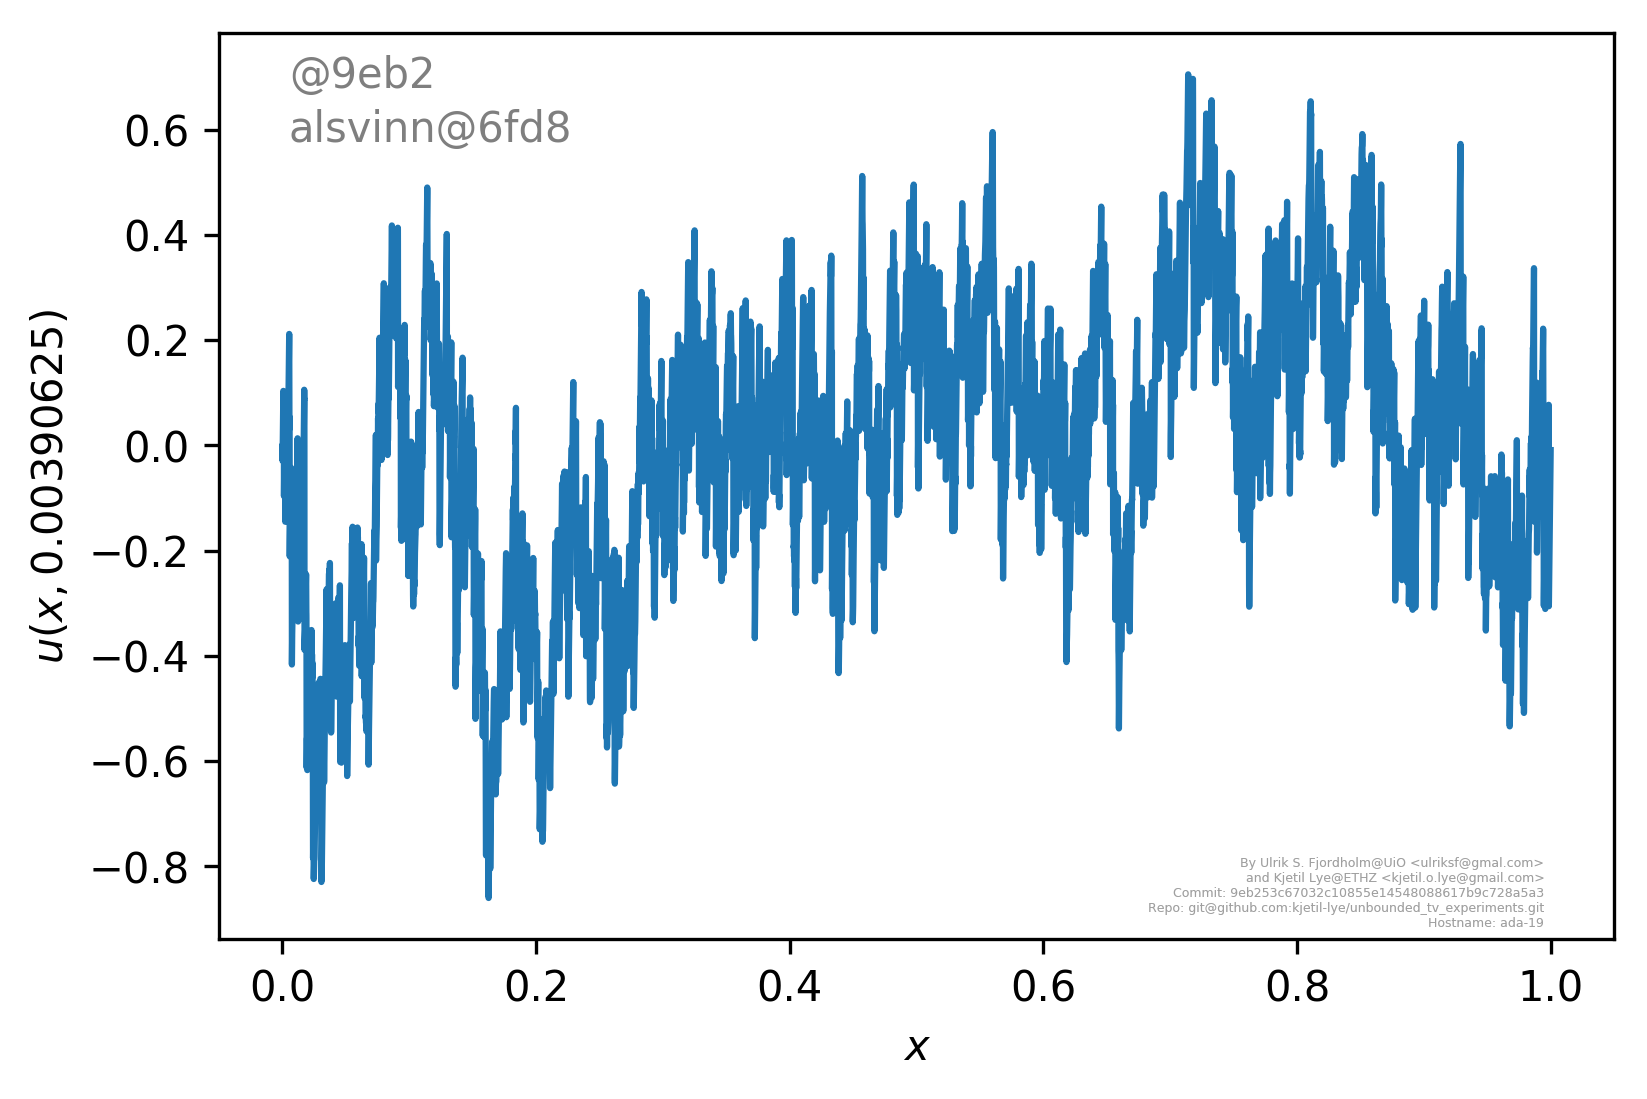 @9eb2
alsvinn@6fd8
0.6
0.4
0.2
0.0
−0.2
−0.4
−0.6
−0.8
u(x, 0.00390625)
By Ulrik S. Fjordholm@UiO <ulriksf@gmal.com>
and Kjetil Lye@ETHZ <kjetil.o.lye@gmail.com>
Commit: 9eb253c67032c10855e14548088617b9c728a5a3
Repo: git@github.com:kjetil-lye/unbounded_tv_experiments.git
Hostname: ada-19
0.0 0.2 0.4 0.6 0.8 1.0
x